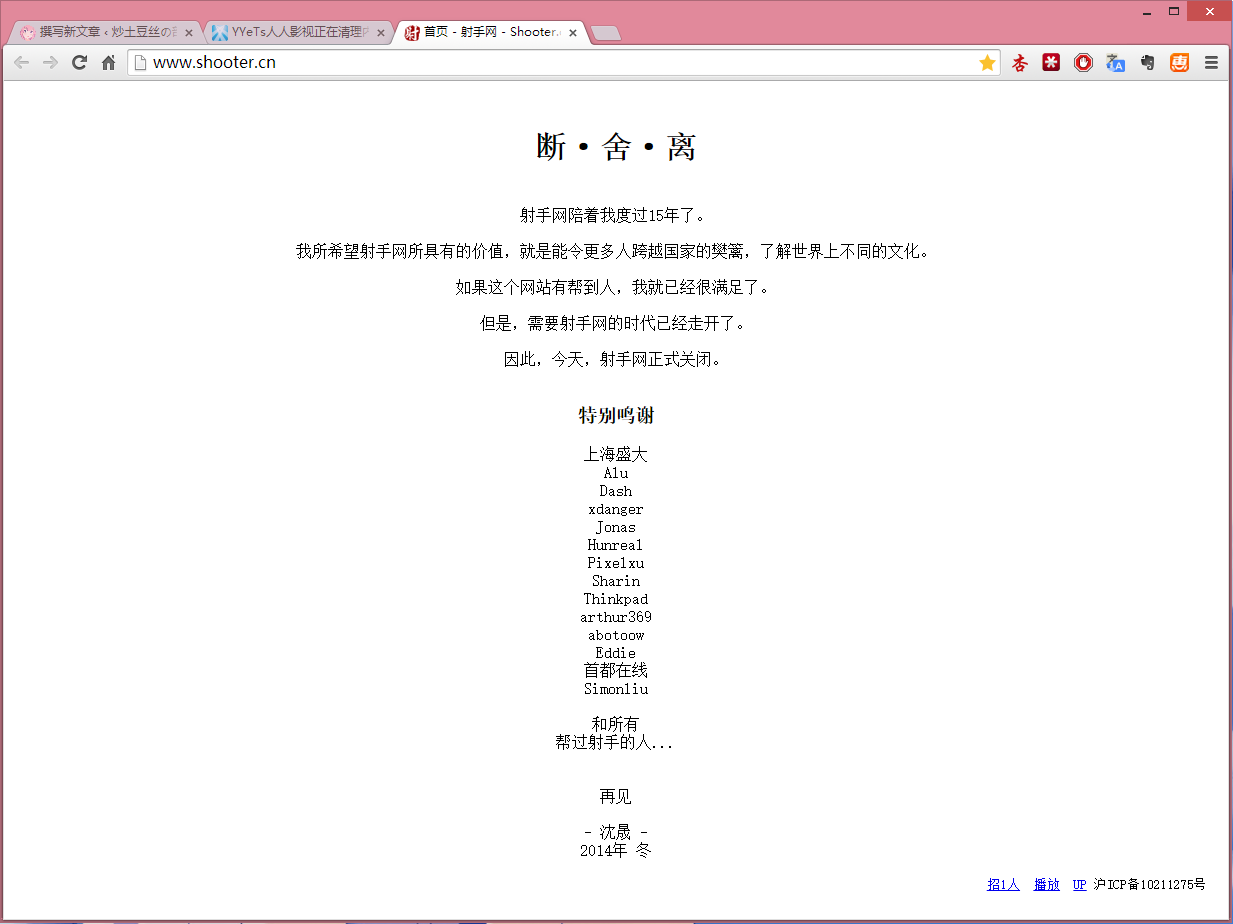 撰写新文章 ‹ 炒土豆丝の
YYeTs人人影视正在清理
首页 - 射手网 - Shooter.
www.shooter.cn
断·舍·离
射手网陪着我度过15年了。
我所希望射手网所具有的价值，就是能令更多人跨越国家的樊篱，了解世界上不同的文化。
如果这个网站有帮到人，我就已经很满足了。
但是，需要射手网的时代已经走开了。
因此，今天，射手网正式关闭。
特别鸣谢
上海盛大
Alu
Dash
xdanger
Jonas
Hunreal
Pixelxu
Sharin
Thinkpad
arthur369
abotoow
Eddie
首都在线
Simonliu
和所有
帮过射手的人...
再见
- 沈晟 -
2014年 冬
招1人 播放 UP 沪ICP备10211275号